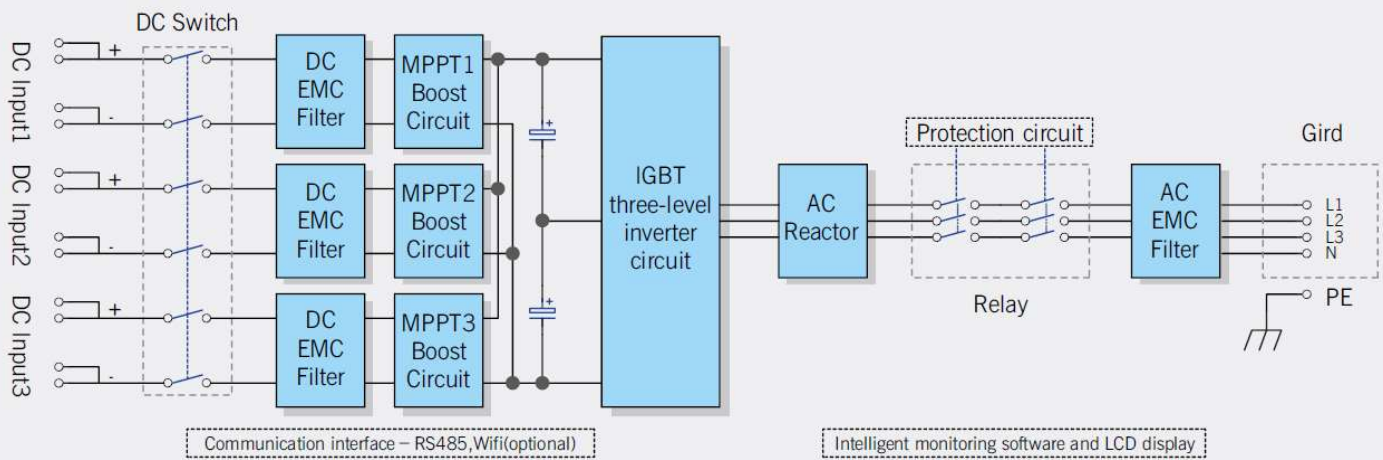 DC Switch
DC Input1
+
-
DC
EMC
Filter
MPPT1
Boost
Circuit
+
DC Input2
+
-
DC
EMC
Filter
MPPT2
Boost
Circuit
DC Input3
+
-
DC
EMC
Filter
MPPT3
Boost
Circuit
+
IGBT
three-level
inverter
circuit
AC
Reactor
Protection circuit
Relay
AC
EMC
Filter
Gird
L1
L2
L3
N
PE
Communication interface – RS485,Wifi(optional)
Intelligent monitoring software and LCD display